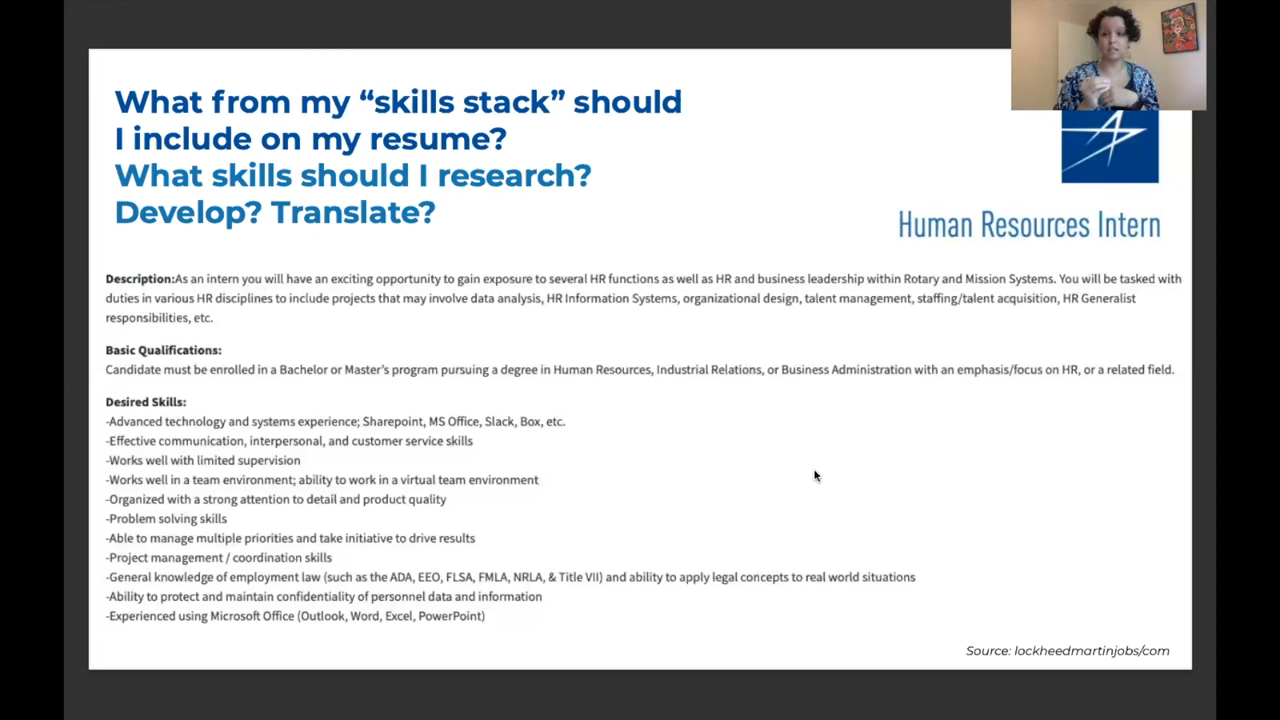 What from my “skills stack” should
I include on my resume?
What skills should I research?
Develop? Translate?
Human Resources Intern
Description:As an intern you will have an exciting opportunity to gain exposure to several HR functions as well as HR and business leadership within Rotary and Mission Systems. You will be tasked with
duties in various HR disciplines to include projects that may involve data analysis, HR Information Systems, organizational design, talent management, staffing/talent acquisition, HR Generalist
responsibilities, etc.
Basic Qualifications:
Candidate must be enrolled in a Bachelor or Master's program pursuing a degree in Human Resources, Industrial Relations, or Business Administration with an emphasis/focus on HR, or a related field.
Desired Skills:
-Advanced technology and systems experience; Sharepoint, MS Office, Slack, Box, etc.
-Effective communication, interpersonal, and customer service skills
-Works well with limited supervision
-Works well in a team environment; ability to work in a virtual team environment
-Organized with a strong attention to detail and product quality
-Problem solving skills
-Able to manage multiple priorities and take initiative to drive results
-Project management / coordination skills
-General knowledge of employment law (such as the ADA, EEO, FLSA, FMLA, NRLA, & Title VII) and ability to apply legal concepts to real world situations
-Ability to protect and maintain confidentiality of personnel data and information
-Experienced using Microsoft Office (Outlook, Word, Excel, PowerPoint)
Source: lockheedmartinjobs/com